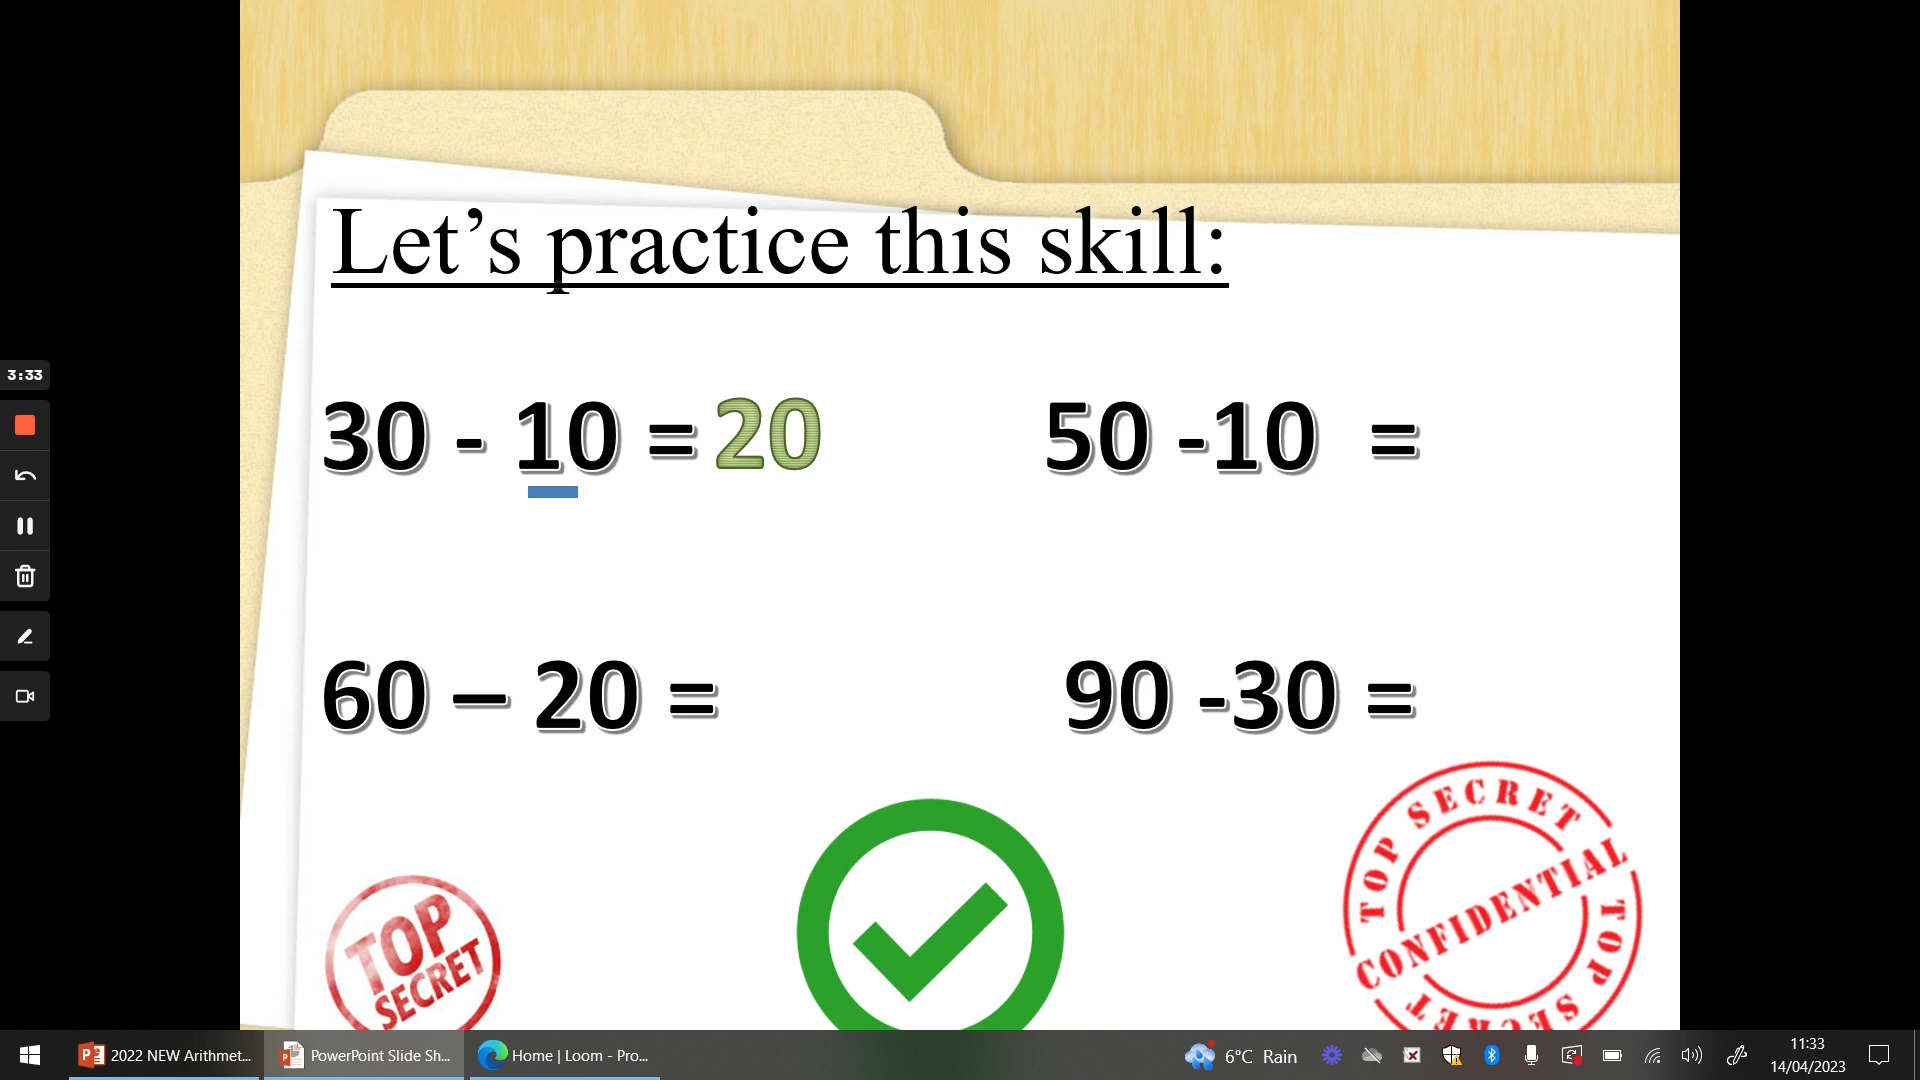 Let’s practice this skill:
30 - 10 = 20
50 -10 =
60 – 20 =
90 -30 =
TOP
SECRET
TOP SECRET TOP SECRET
CONFIDENTIAL
3:33
2022 NEW Arithmet...
PowerPoint Slide Sh...
Home | Loom - Pro...
6°C Rain
11:33
14/04/2023